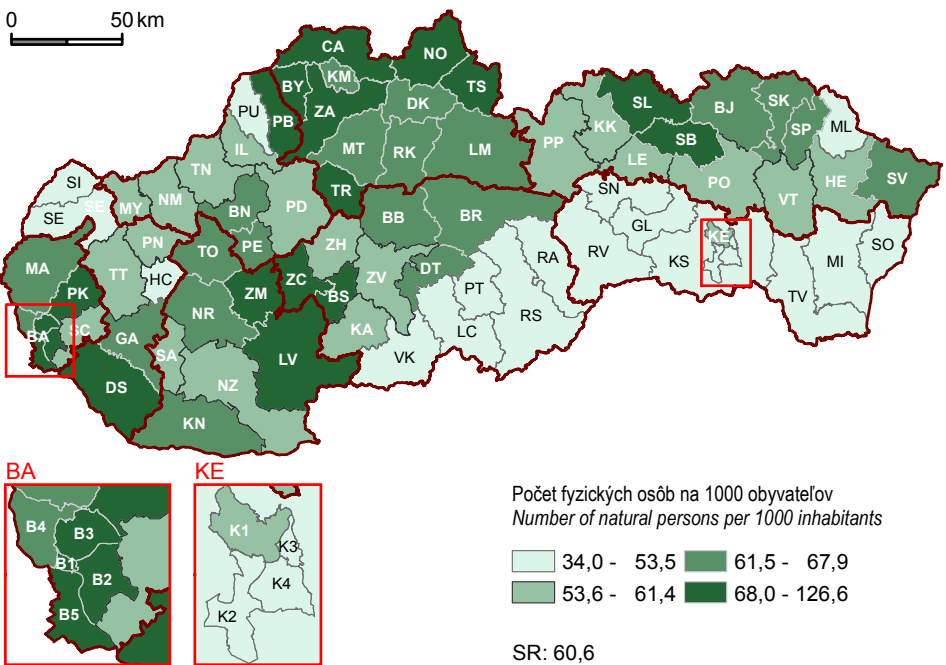 0 50 km
CA
NO
BY
KM
TS
PU
PB
ZA
DK
SL
BJ
SK
SP
ML
IL
MT
RK
LM
PP
KK
SB
TN
LE
SI
TR
PO
HE
SV
SE
SE
MY
NM
BN
PD
VT
BB
BR
SN
PN
TO
PE
ZH
GL
KE
MA
TT
HC
RV
SO
ZV
DT
RA
KS
MI
PK
ZM
ZC
BS
PT
TV
NR
BA
SC
GA
KA
RS
SA
LC
VK
DS
NZ
LV
KN
BA
B4
B3
B1
B2
B5
KE
K1
K3
K4
K2
Počet fyzických osôb na 1000 obyvateľov
Number of natural persons per 1000 inhabitants
34,0 - 53,5 61,5 - 67,9
53,6 - 61,4 68,0 - 126,6
SR: 60,6